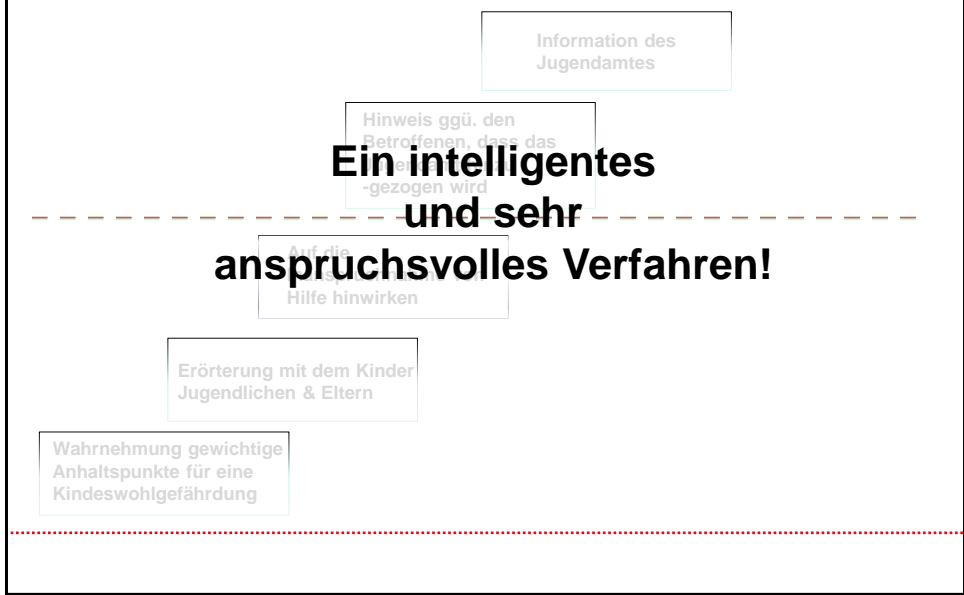 Information des
Jugendamtes
Hinweis ggü. den
Betroffenen, dass das
-gezogen wird
Ein intelligentes
und sehr
anspruchsvolles Verfahren!
Auf die
Hilfe hinwirken
Erörterung mit dem Kinder
Jugendlichen & Eltern
Wahrnehmung gewichtige
Anhaltspunkte für eine
Kindeswohlgefährdung